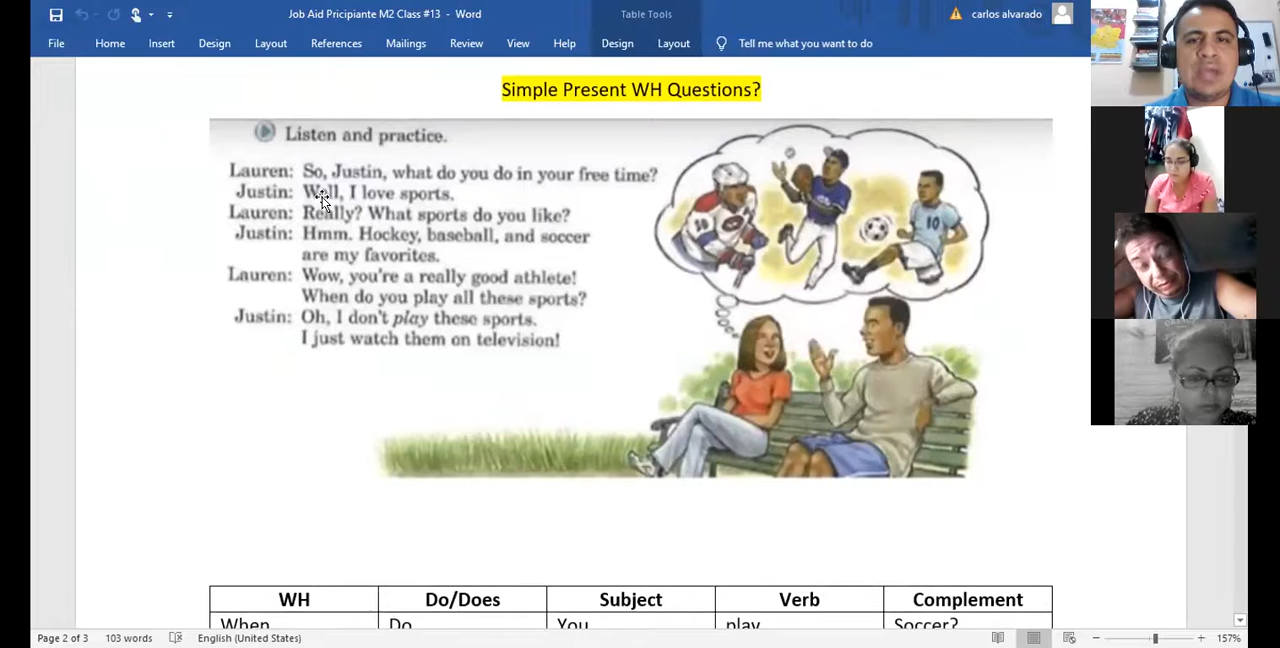 Job Aid Pricipiante M2 Class #13 - Word
Table Tools
carlos alvarado
File Home Insert Design Layout References Mailings Review View Help Design Layout Tell me what you want to do
Simple Present WH Questions?
Listen and practice.
Lauren: So, Justin, what do you do in your free time?
Justin: Well, I love sports.
Lauren: Really? What sports do you like?
Justin: Hmm. Hockey, baseball, and soccer
are my favorites.
Lauren: Wow, you're a really good athlete!
When do you play all these sports?
Justin: Oh, I don't play these sports.
I just watch them on television!
10
WH Do/Does Subject Verb Complement
When Do You play Soccer?
Page 2 of 3 103 words English (United States) 157%